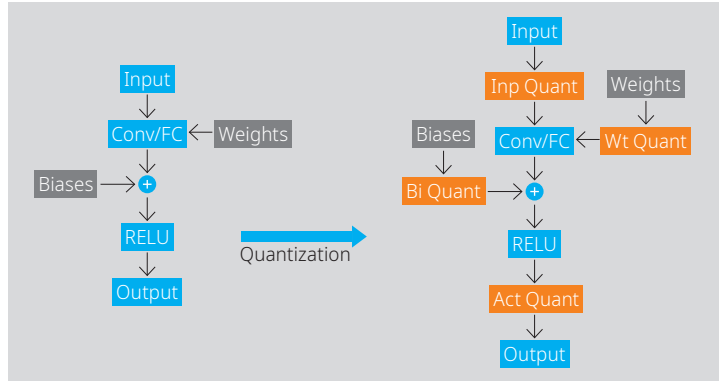 Input
Conv/FC
Weights
Biases
+
RELU
Output
Quantization
Input
Inp Quant
Weights
Biases
Conv/FC
Wt Quant
Bi Quant
+
RELU
Act Quant
Output